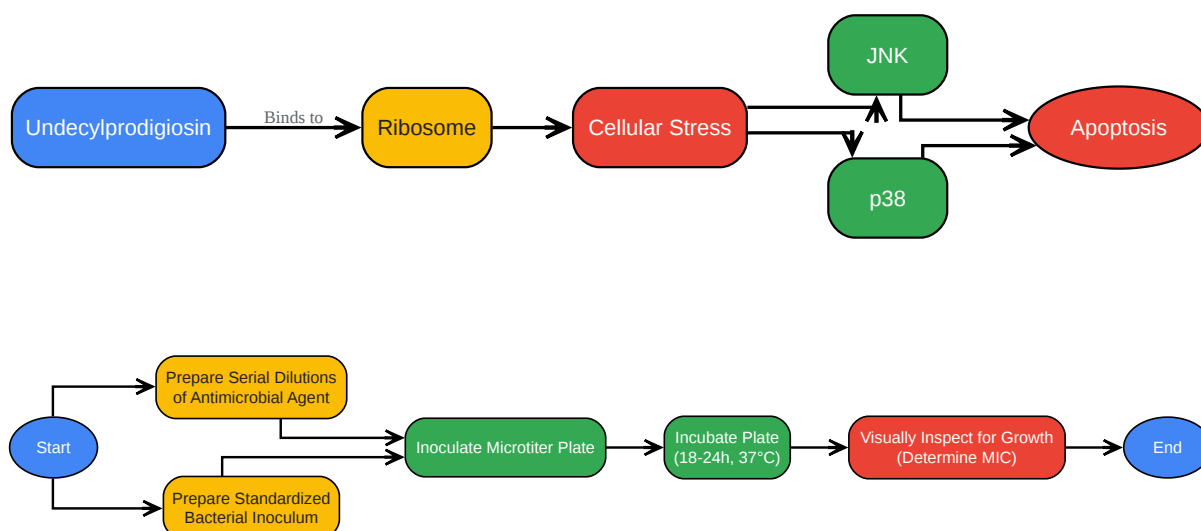 JNK
Undecylprodigiosin
Binds to
Ribosome
Cellular Stress
Apoptosis
p38
Prepare Serial Dilutions
of Antimicrobial Agent
Start
Inoculate Microtiter Plate
Incubate Plate
(18-24h, 37°C)
Visually Inspect for Growth
(Determine MIC)
End
Prepare Standardized
Bacterial Inoculum